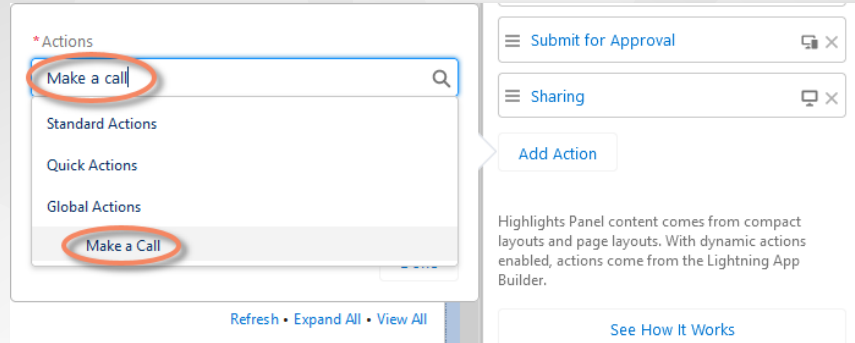 *Actions
Make a call
Standard Actions
Quick Actions
Global Actions
Make a Call
Refresh • Expand All • View All
Submit for Approval
Sharing
Add Action
Highlights Panel content comes from compact
layouts and page layouts. With dynamic actions
enabled, actions come from the Lightning App
Builder.
See How It Works